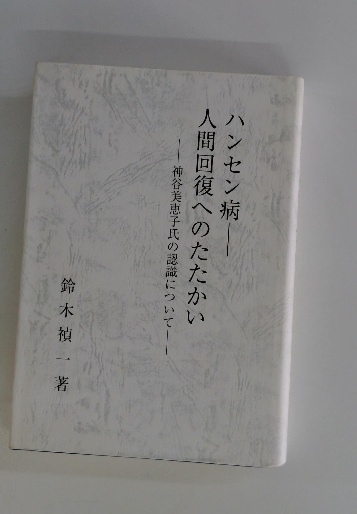 ハンセン病―
人間回復へのたたかい
―神谷美恵子氏の認識について―
鈴木禎一著